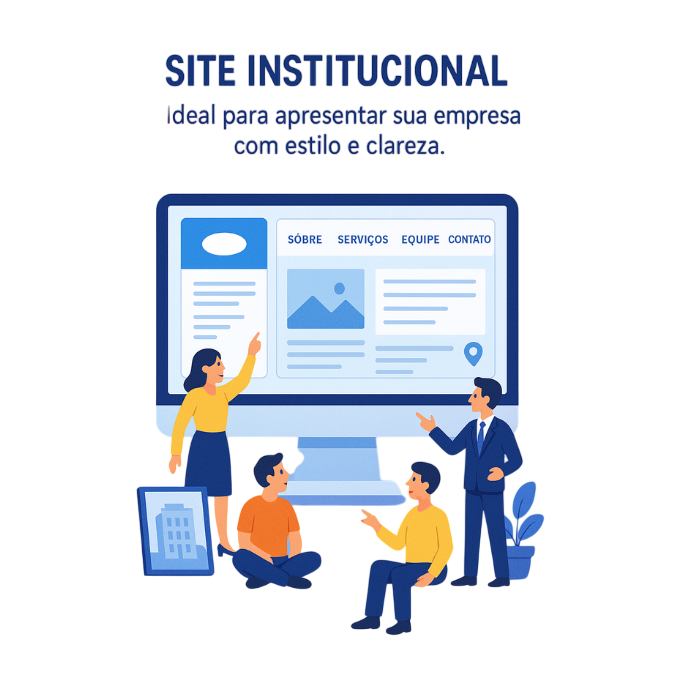 SITE INSTITUCIONAL
Ideal para apresentar sua empresa
com estilo e clareza.
SÓBRE SERVIÇOS EQUIPE CONTATO